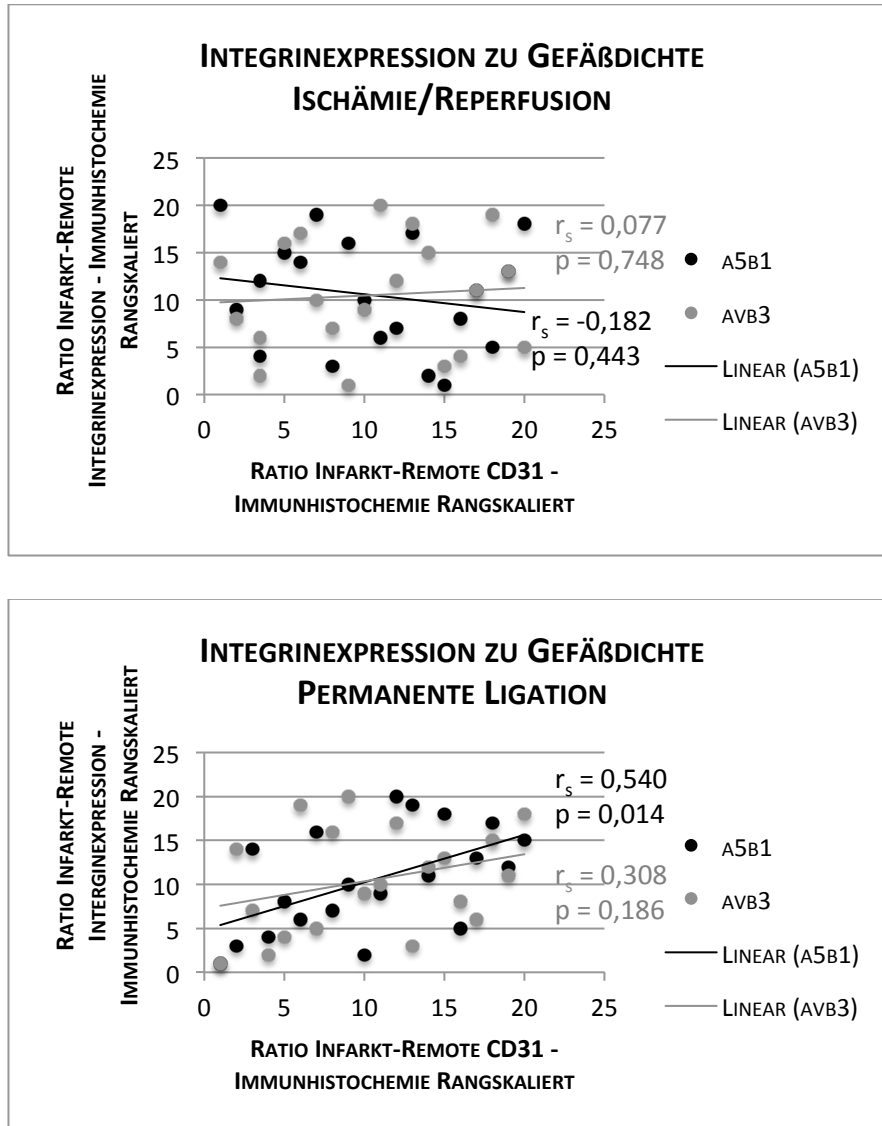 INTEGRINEXPRESSION ZU GEFÄßDICHTE
ISCHÄMIE/REPERFUSION
RATIO INFARKT-REMOTE
INTEGRINEXPRESSION - IMMUNHISTOCHEMIE
RANGSKALIERT
25
20
15
10
5
0
rs = 0,077
p = 0,748
rs = -0,182
p = 0,443
A5B1
AVB3
LINEAR (A5B1)
LINEAR (AVB3)
0 5 10 15 20 25
RATIO INFARKT-REMOTE CD31 -
IMMUNHISTOCHEMIE RANGSKALIERT
INTEGRINEXPRESSION ZU GEFÄßDICHTE
PERMANENTE LIGATION
RATIO INFARKT-REMOTE
INTERGINEXPRESSION -
IMMUNHISTOCHEMIE RANGSKALIERT
25
20
15
10
5
0
rs = 0,540
p = 0,014
rs = 0,308
p = 0,186
A5B1
AVB3
LINEAR (A5B1)
LINEAR (AVB3)
0 5 10 15 20 25
RATIO INFARKT-REMOTE CD31 -
IMMUNHISTOCHEMIE RANGSKALIERT